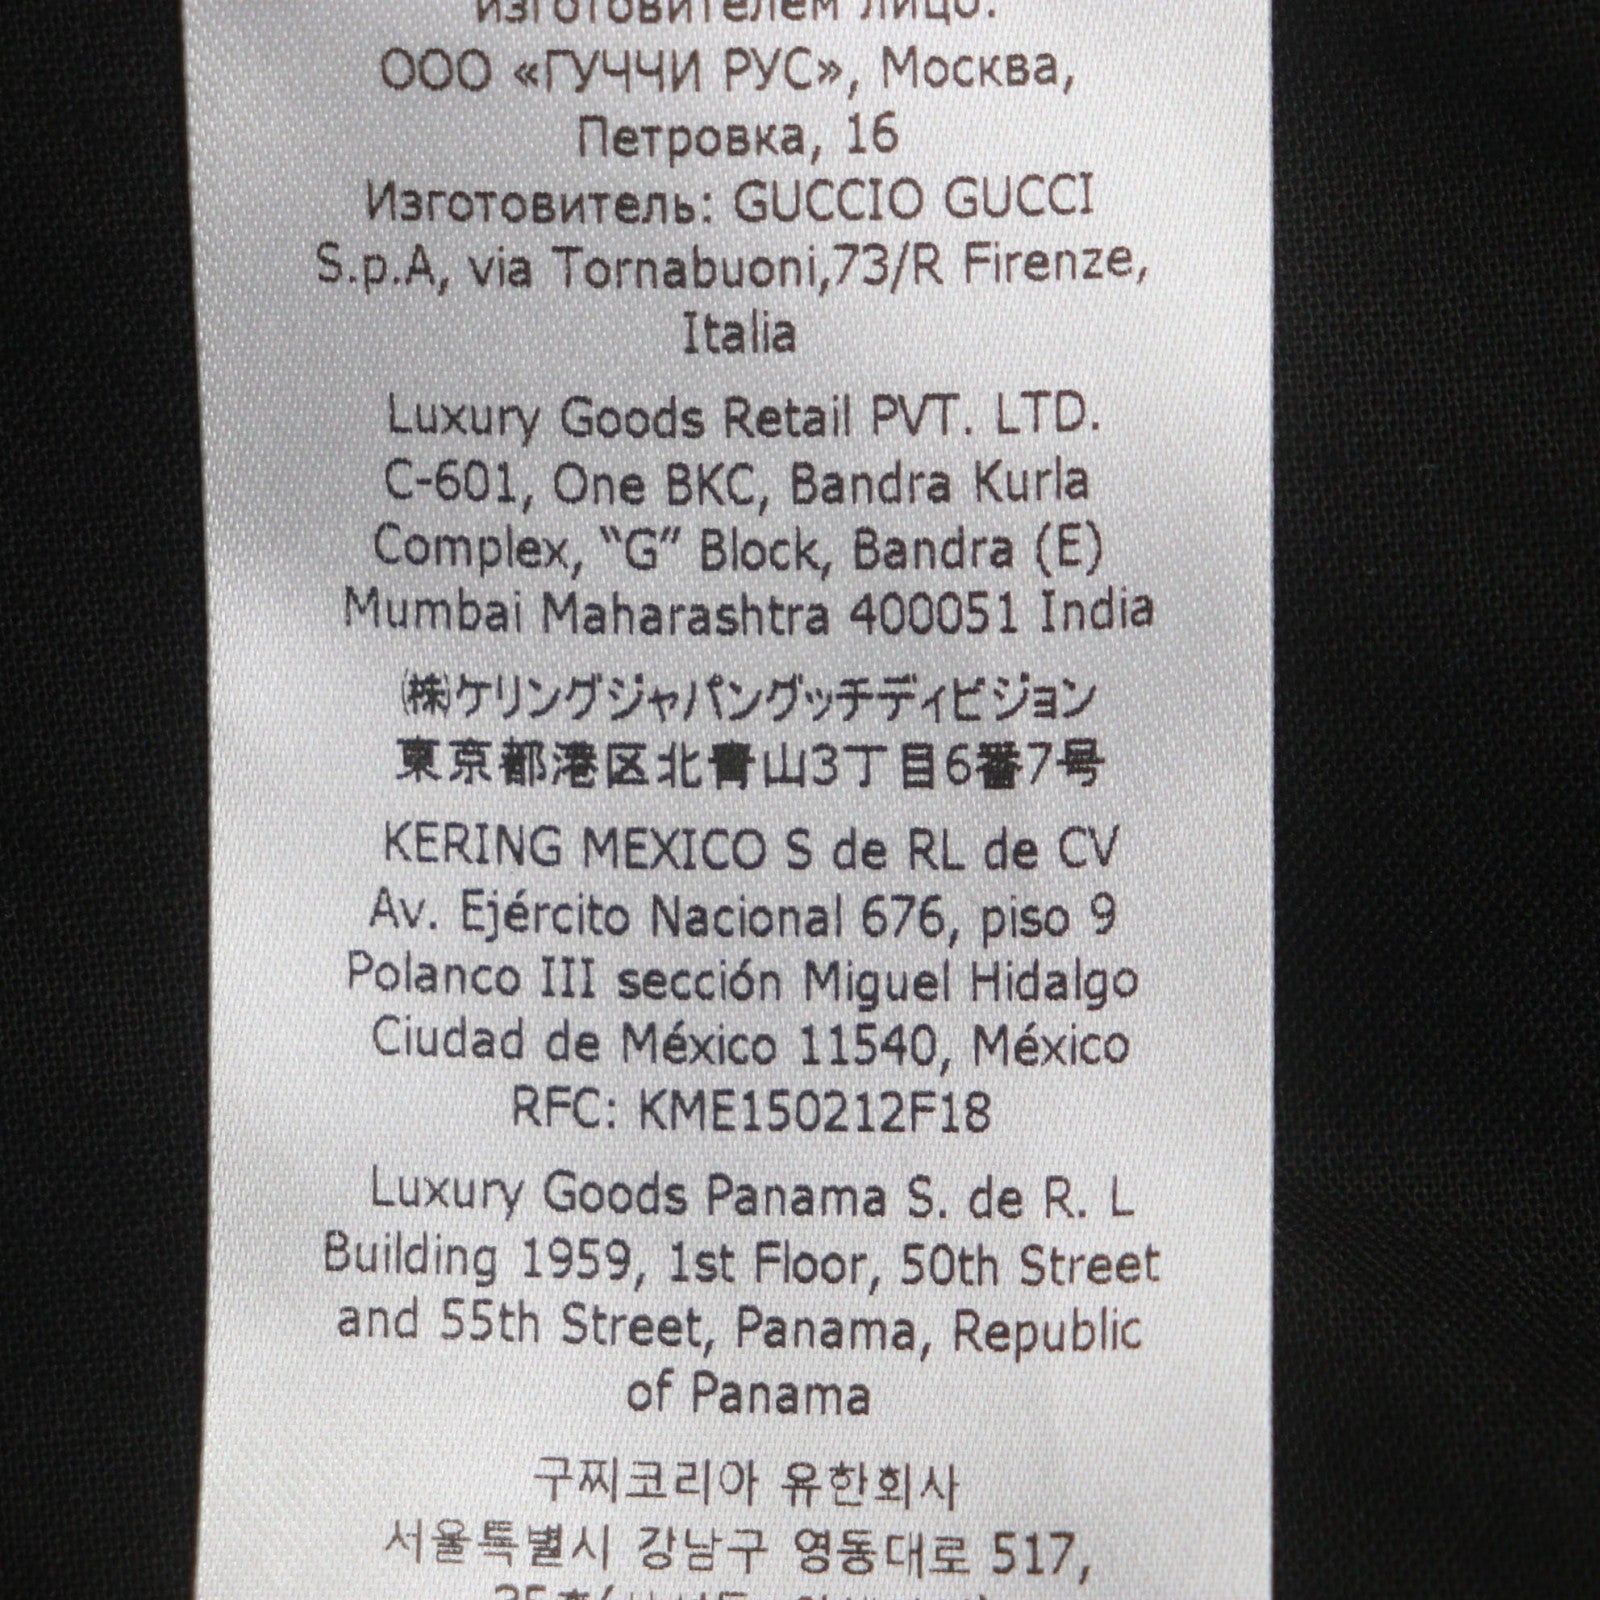 изготовителем лицо:
ООО «ГУЧЧИ РУС», Москва,
Петровка, 16
Изготовитель: GUCCIO GUCCI
S.p.A, via Tornabuoni,73/R Firenze,
Italia
Luxury Goods Retail PVT. LTD.
C-601, One BKC, Bandra Kurla
Complex, “G” Block, Bandra (E)
Mumbai Maharashtra 400051 India
㈱ケリングジャパングッチディビジョン
東京都港区北青山3丁目6番7号
KERING MEXICO S de RL de CV
Av. Ejército Nacional 676, piso 9
Polanco III sección Miguel Hidalgo
Ciudad de México 11540, México
RFC: KME150212F18
Luxury Goods Panama S. de R. L
Building 1959, 1st Floor, 50th Street
and 55th Street, Panama, Republic
of Panama
구찌코리아 유한회사
서울특별시 강남구 영동대로 517,